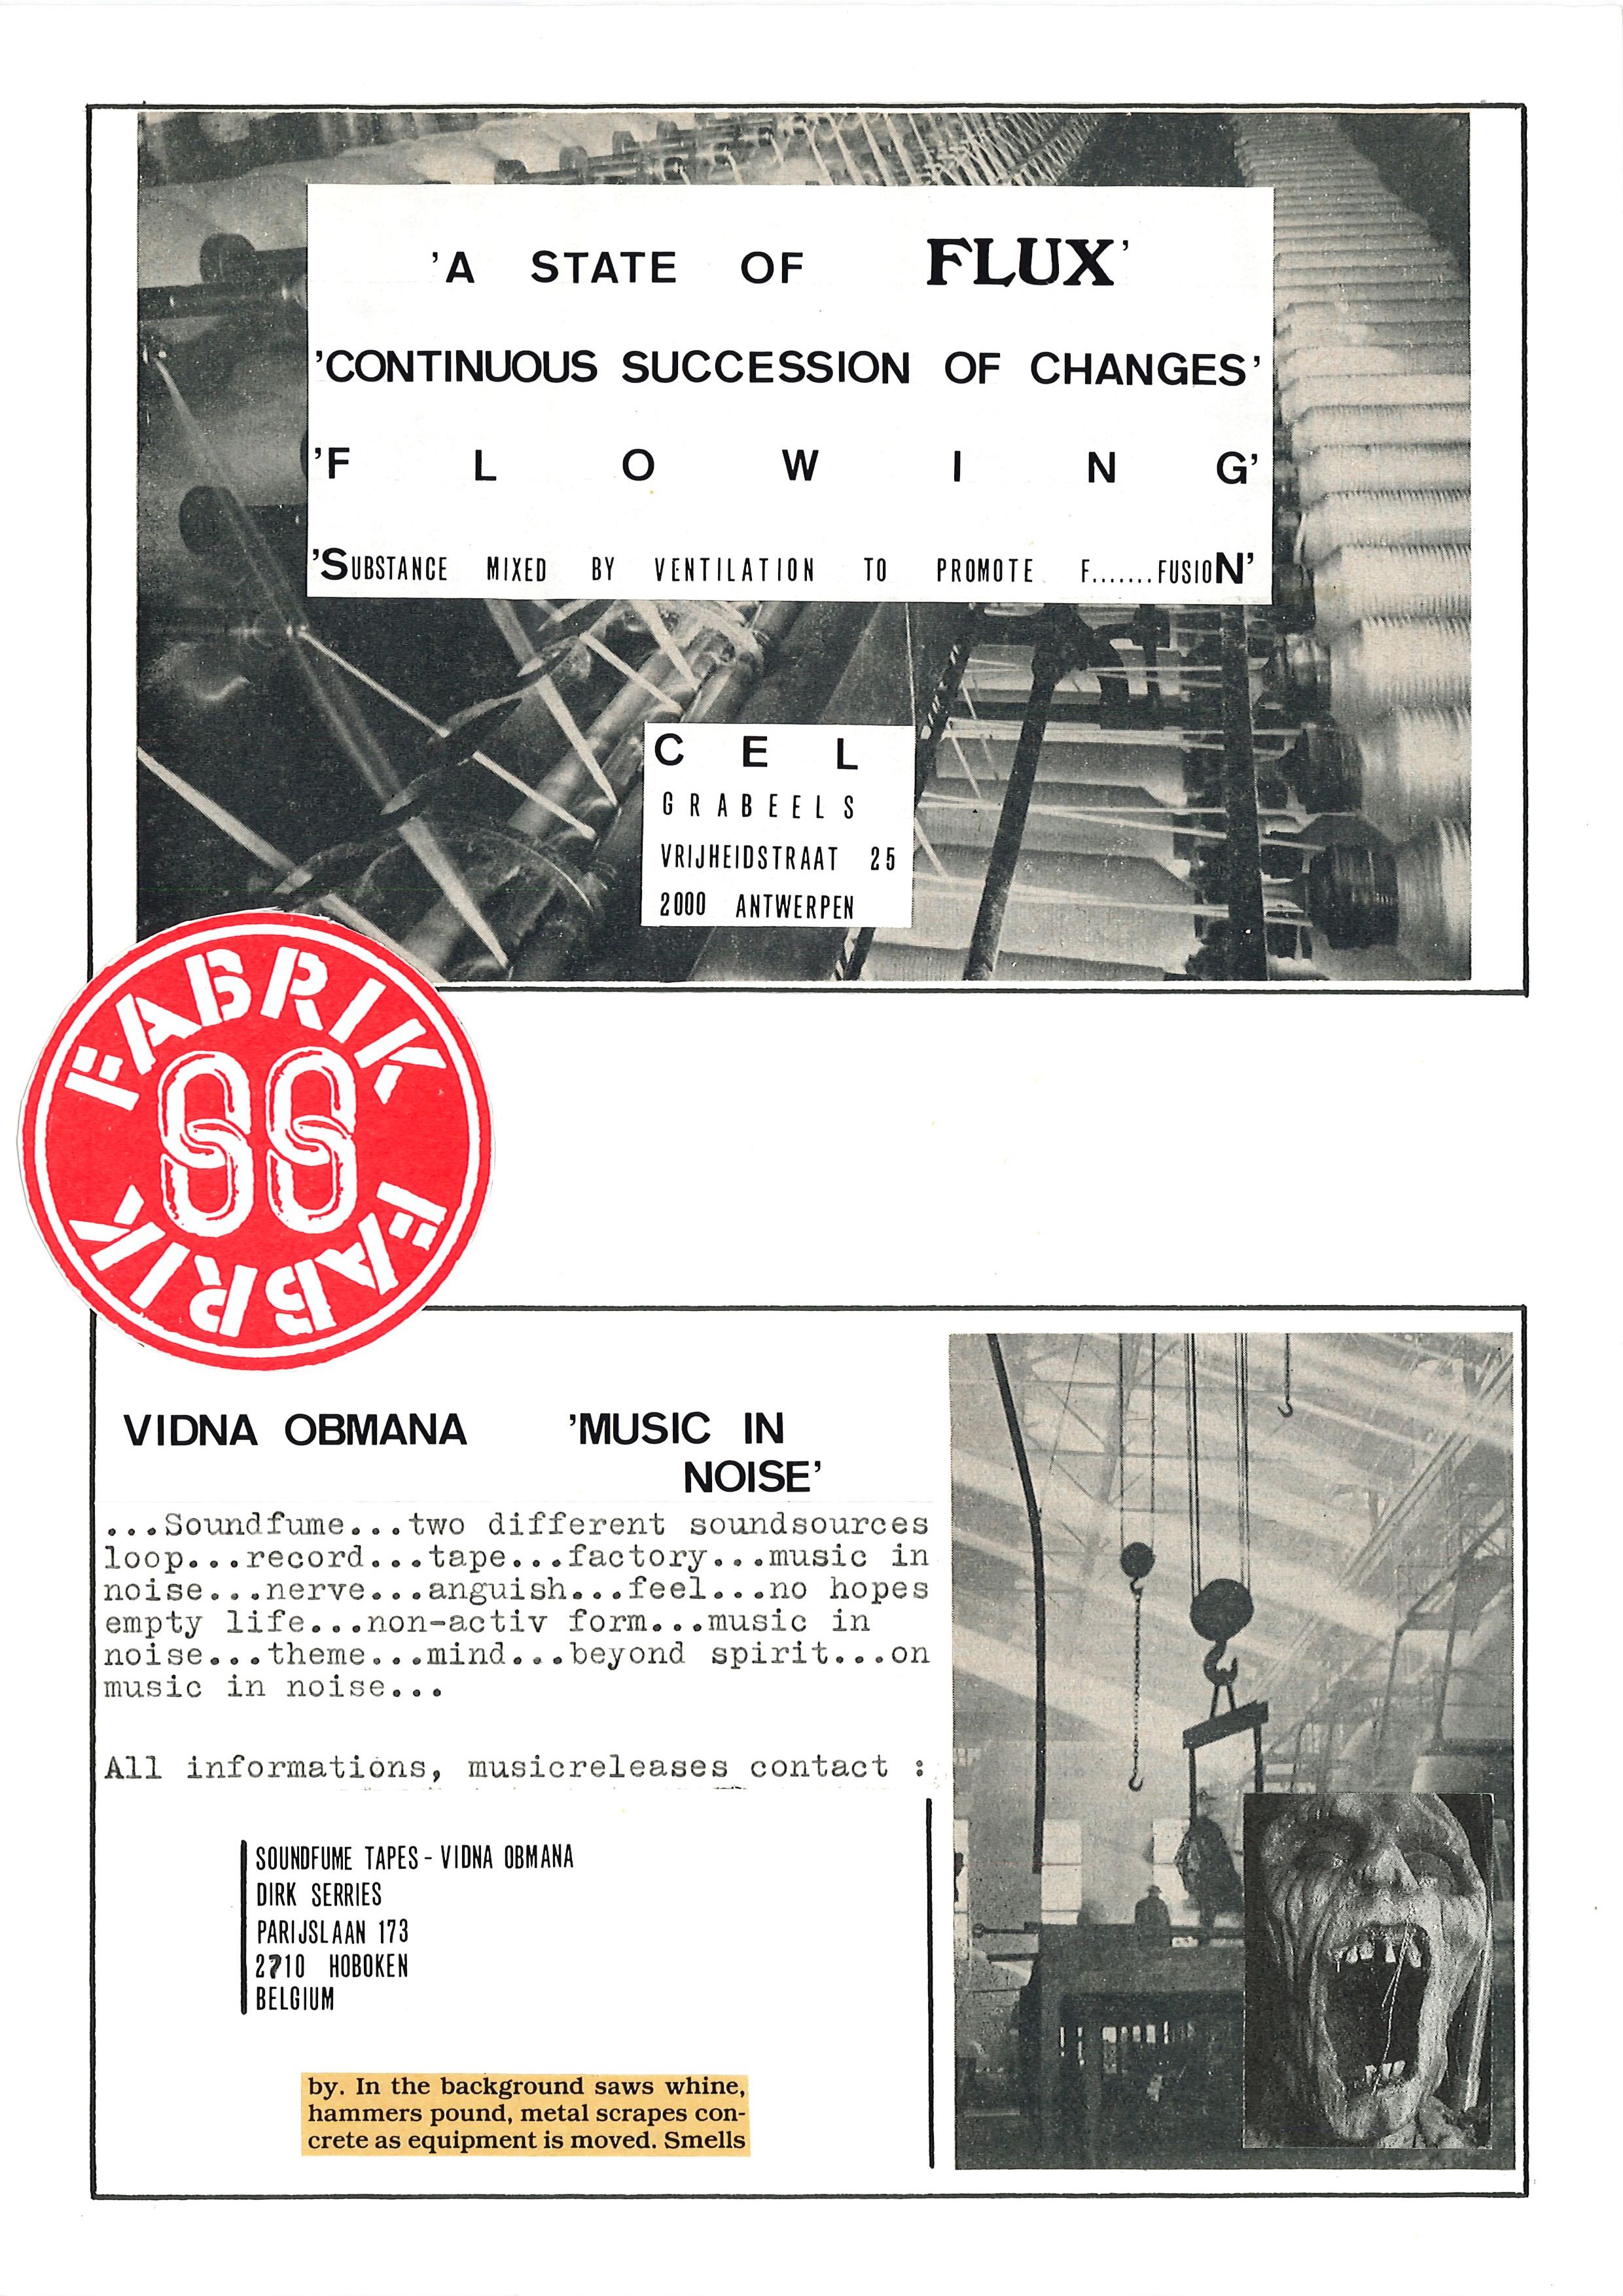 'A STATE OF FLUX'
'CONTINUOUS SUCCESSION OF CHANGES'
'F L O W I N G'
'SUBSTANCE MIXED BY VENTILATION TO PROMOTE F.......FUSION'
C E L
G R A B E E L S
VRIJHEIDSTRAAT 25
2000 ANTWERPEN
FABRIK
FABRIK
VIDNA OBMANA 'MUSIC IN
NOISE'
...Soundfume...two different soundsources
loop...record...tape...factory...music in
noise...nerve...anguish...feel...no hopes
empty life...non-activ form...music in
noise...theme...mind...beyond spirit...on
music in noise...
All informations, musicreleases contact :
SOUNDFUME TAPES - VIDNA OBMANA
DIRK SERRIES
PARIJSLAAN 173
2710 HOBOKEN
BELGIUM
by. In the background saws whine,
hammers pound, metal scrapes con-
crete as equipment is moved. Smells